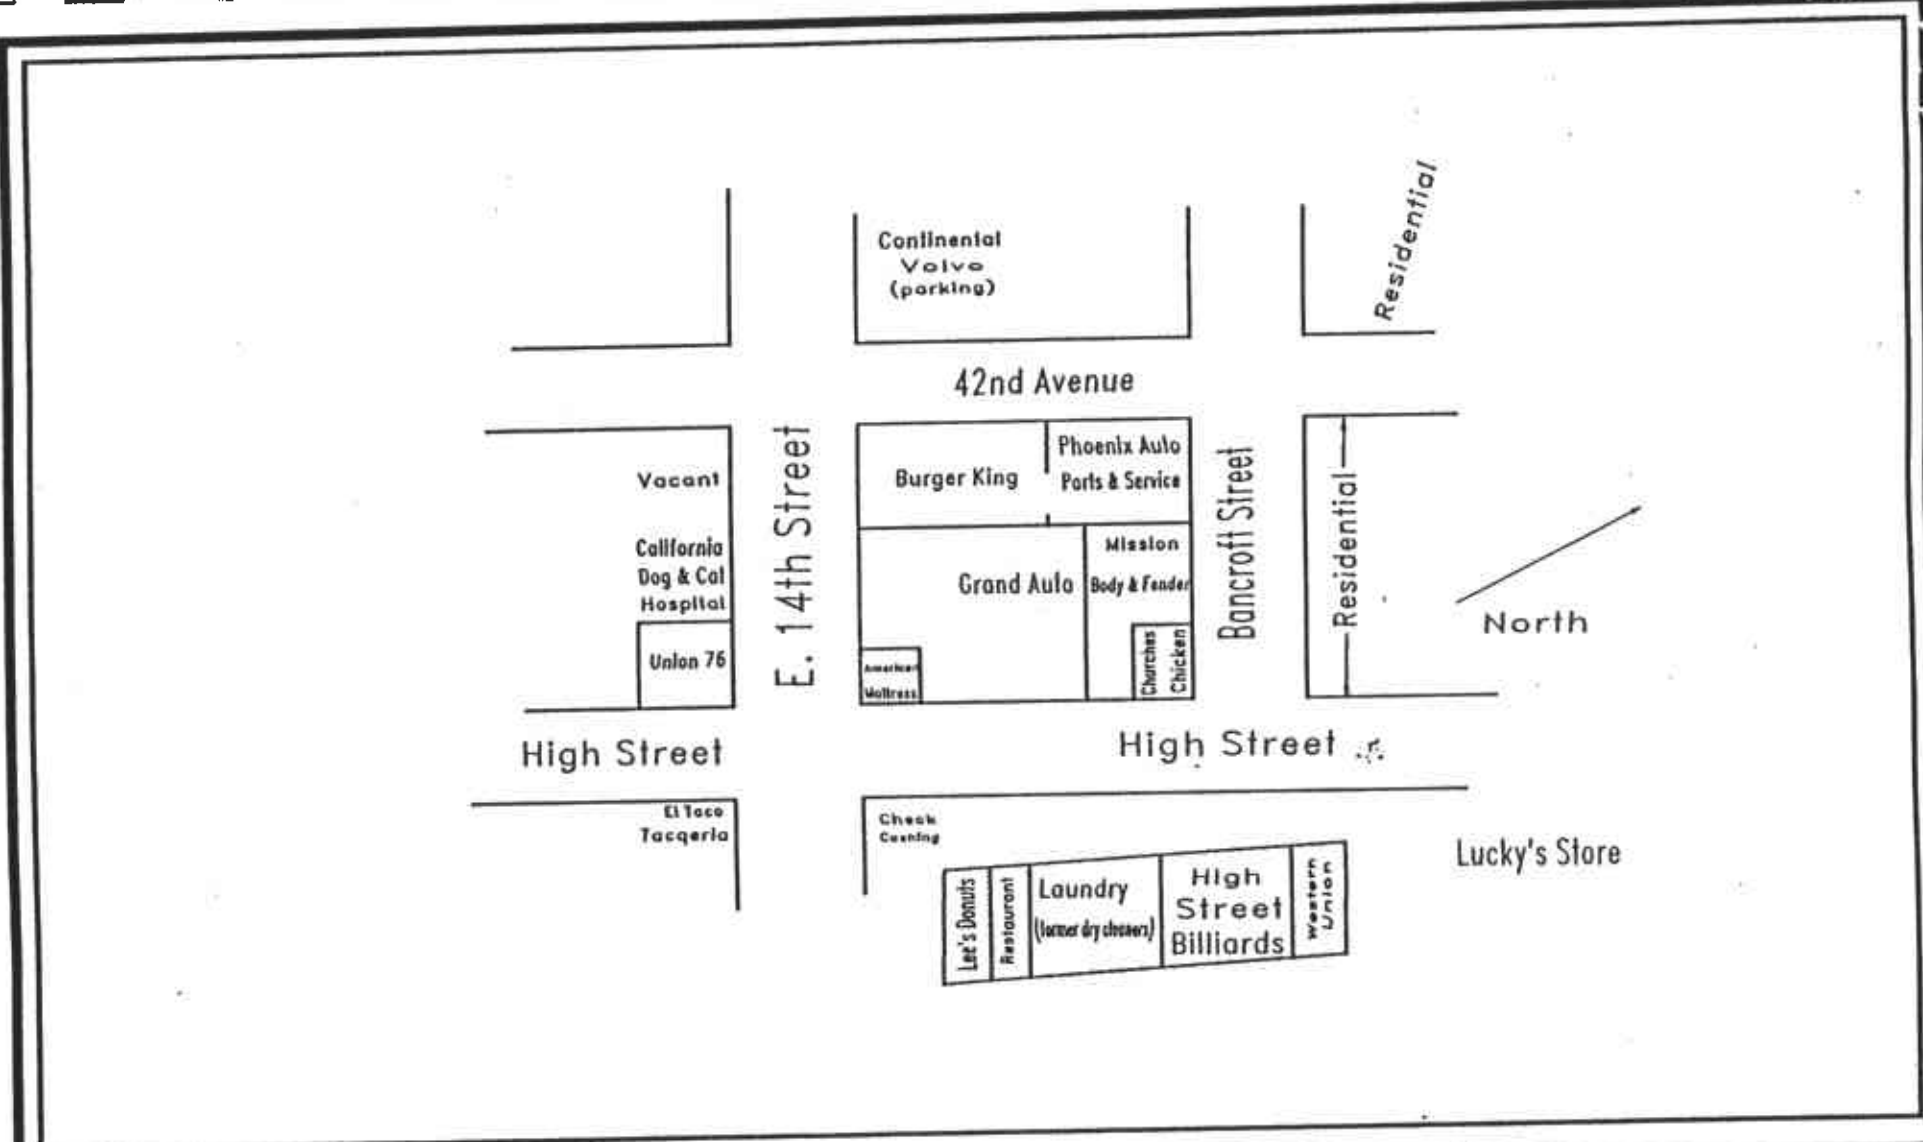 Residential
Continental
Volvo
(parking)
42nd Avenue
Vacant
California
Dog & Cat
Hospital
Union 76
E. 14th Street
Burger King
Phoenix Auto
Parts & Service
Grand Auto
Mission
Body & Fender
American
Mattress
Churches
Chicken
Bancroft Street
Residential
North
High Street
High Street
El Taco
Tacqeria
Check
Cashing
Lee's Donuts
Restaurant
Laundry
(former dry cleaners)
High
Street
Billiards
Western
Union
Lucky's Store